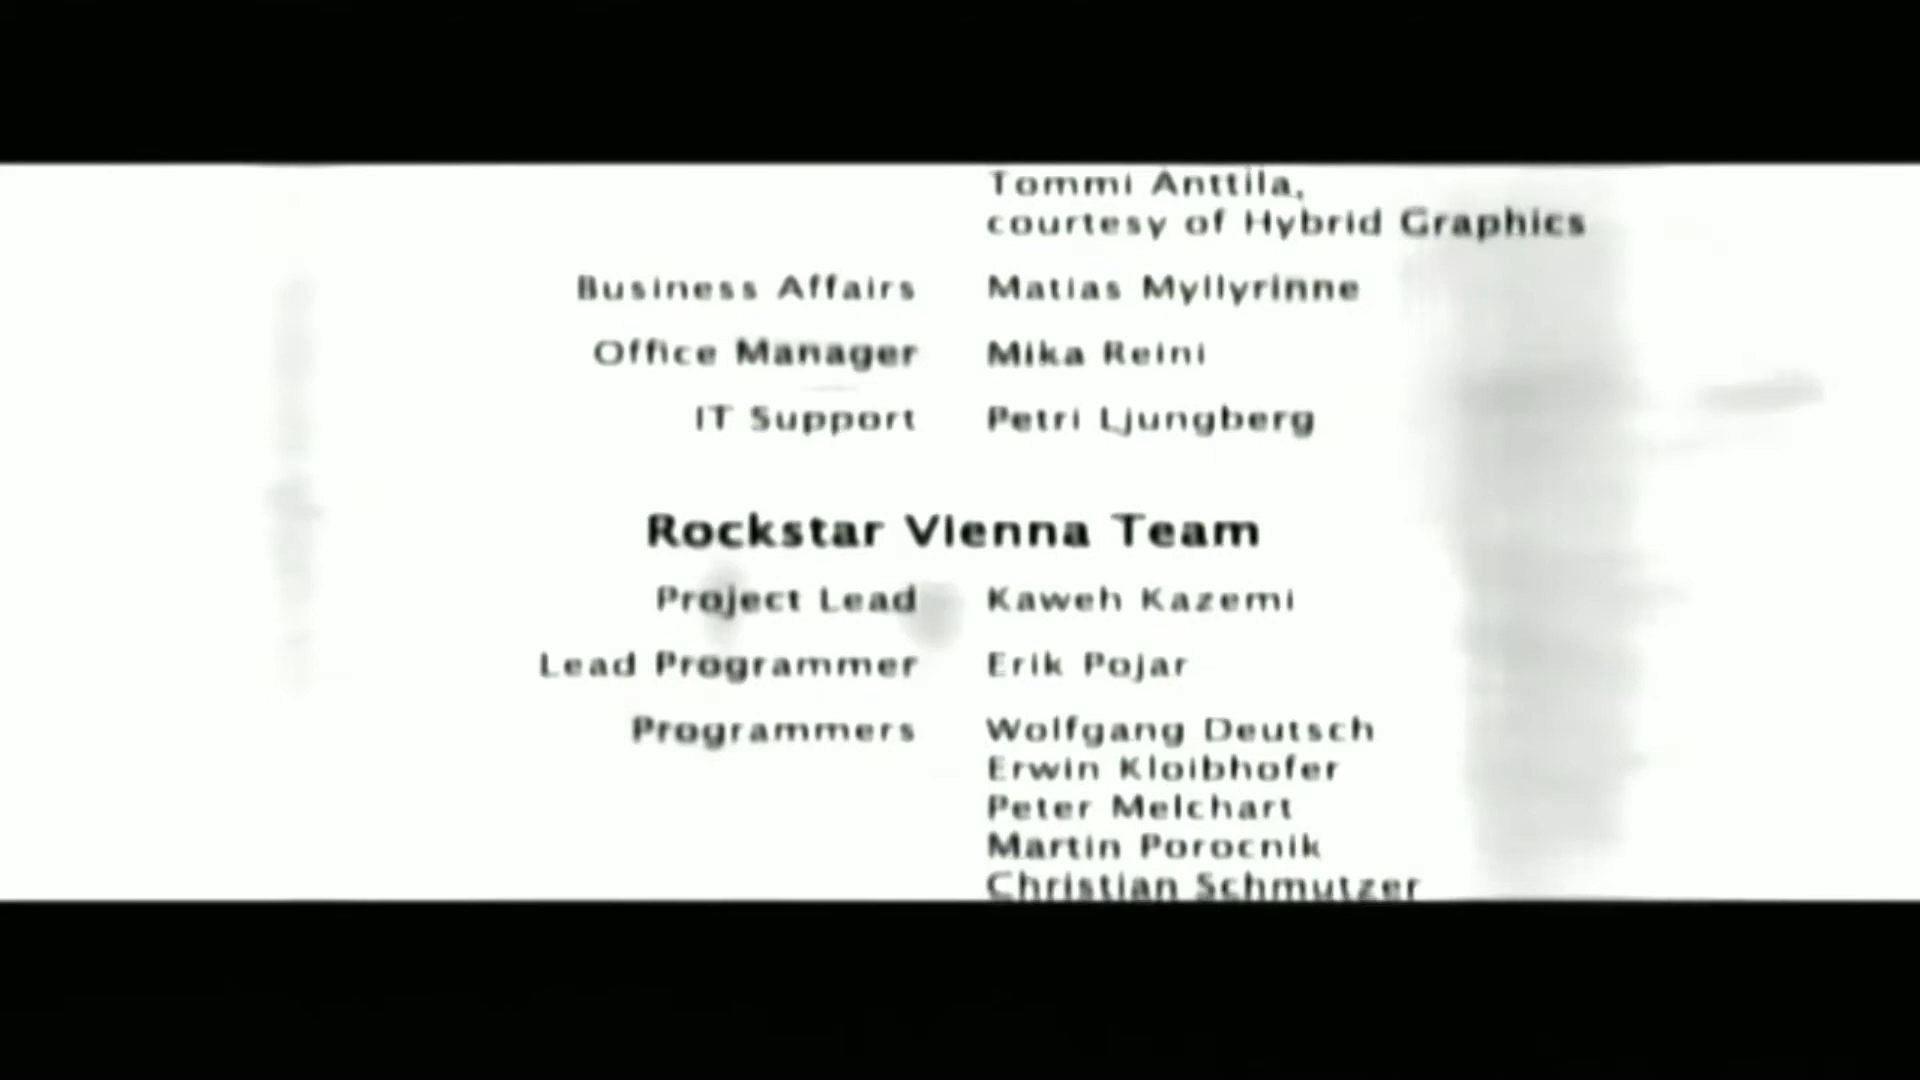 Tommi Anttila,
courtesy of Hybrid Graphics
Business Affairs Matias Myllyrinne
Office Manager Mika Reini
IT Support Petri Ljungberg
Rockstar Vienna Team
Project Lead Kaweh Kazemi
Lead Programmer Erik Pojar
Programmers Wolfgang Deutsch
Erwin Kloibhofer
Peter Melchart
Martin Porocnik
Christian Schmutzer